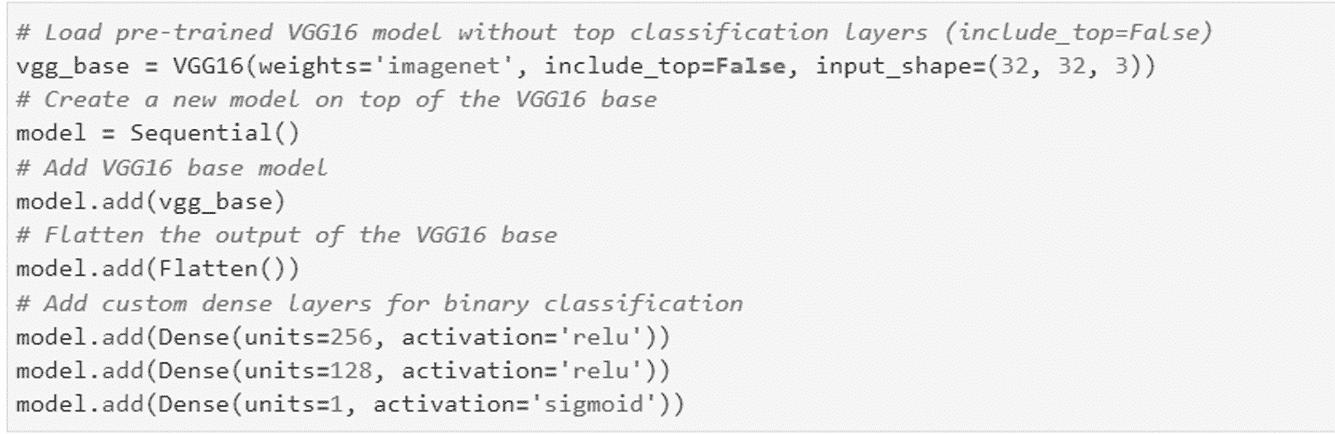 # Load pre-trained VGG16 model without top classification layers (include_top=False)
vgg_base = VGG16(weights='imagenet', include_top=False, input_shape=(32, 32, 3))
# Create a new model on top of the VGG16 base
model = Sequential()
# Add VGG16 base model
model.add(vgg_base)
# Flatten the output of the VGG16 base
model.add(Flatten())
# Add custom dense layers for binary classification
model.add(Dense(units=256, activation='relu'))
model.add(Dense(units=128, activation='relu'))
model.add(Dense(units=1, activation='sigmoid'))